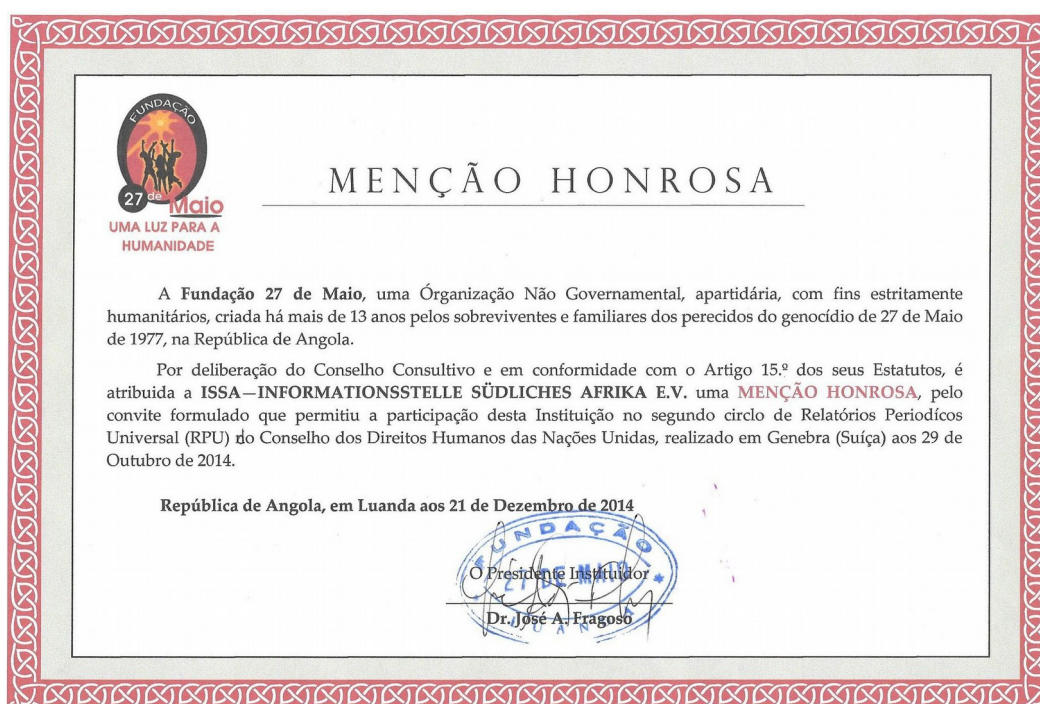 FUNDAÇÃO
27 de Maio
UMA LUZ PARA A
HUMANIDADE
MENÇÃO HONROSA
A Fundação 27 de Maio, uma Órganização Não Governamental, apartidária, com fins estritamente
humanitários, criada há mais de 13 anos pelos sobreviventes e familiares dos perecidos do genocídio de 27 de Maio
de 1977, na República de Angola.
Por deliberação do Conselho Consultivo e em conformidade com o Artigo 15.º dos seus Estatutos, é
atribuida a ISSA—INFORMATIONSSTELLE SÜDLICHES AFRIKA E.V. uma MENÇÃO HONROSA, pelo
convite formulado que permitiu a participação desta Instituição no segundo circlo de Relatórios Periodícos
Universal (RPU) do Conselho dos Direitos Humanos das Nações Unidas, realizado em Genebra (Suíça) aos 29 de
Outubro de 2014.
República de Angola, em Luanda aos 21 de Dezembro de 2014
FUNDAÇÃO
27 DE MAIO
O Presidente Instituidor
Dr. José A. Fragoso